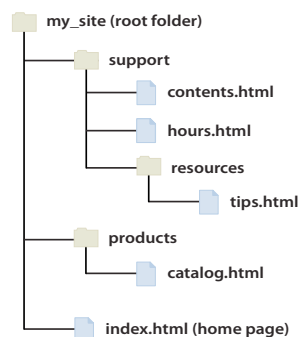 my_site (root folder)
support
contents.html
hours.html
resources
tips.html
products
catalog.html
index.html (home page)